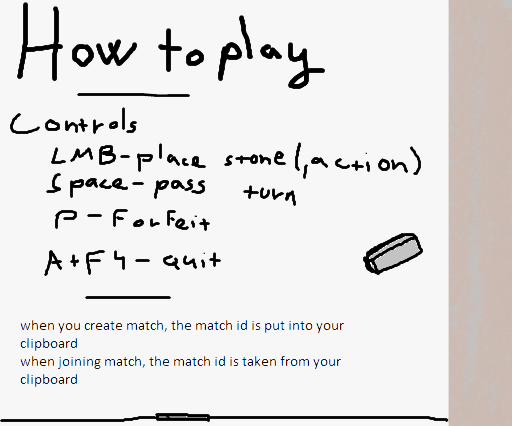 How to play
Controls
LMB-place stone(,action)
Space-pass turn
P-Forfeit
A+F4-quit
when you create match, the match id is put into your
clipboard
when joining match, the match id is taken from your
clipboard